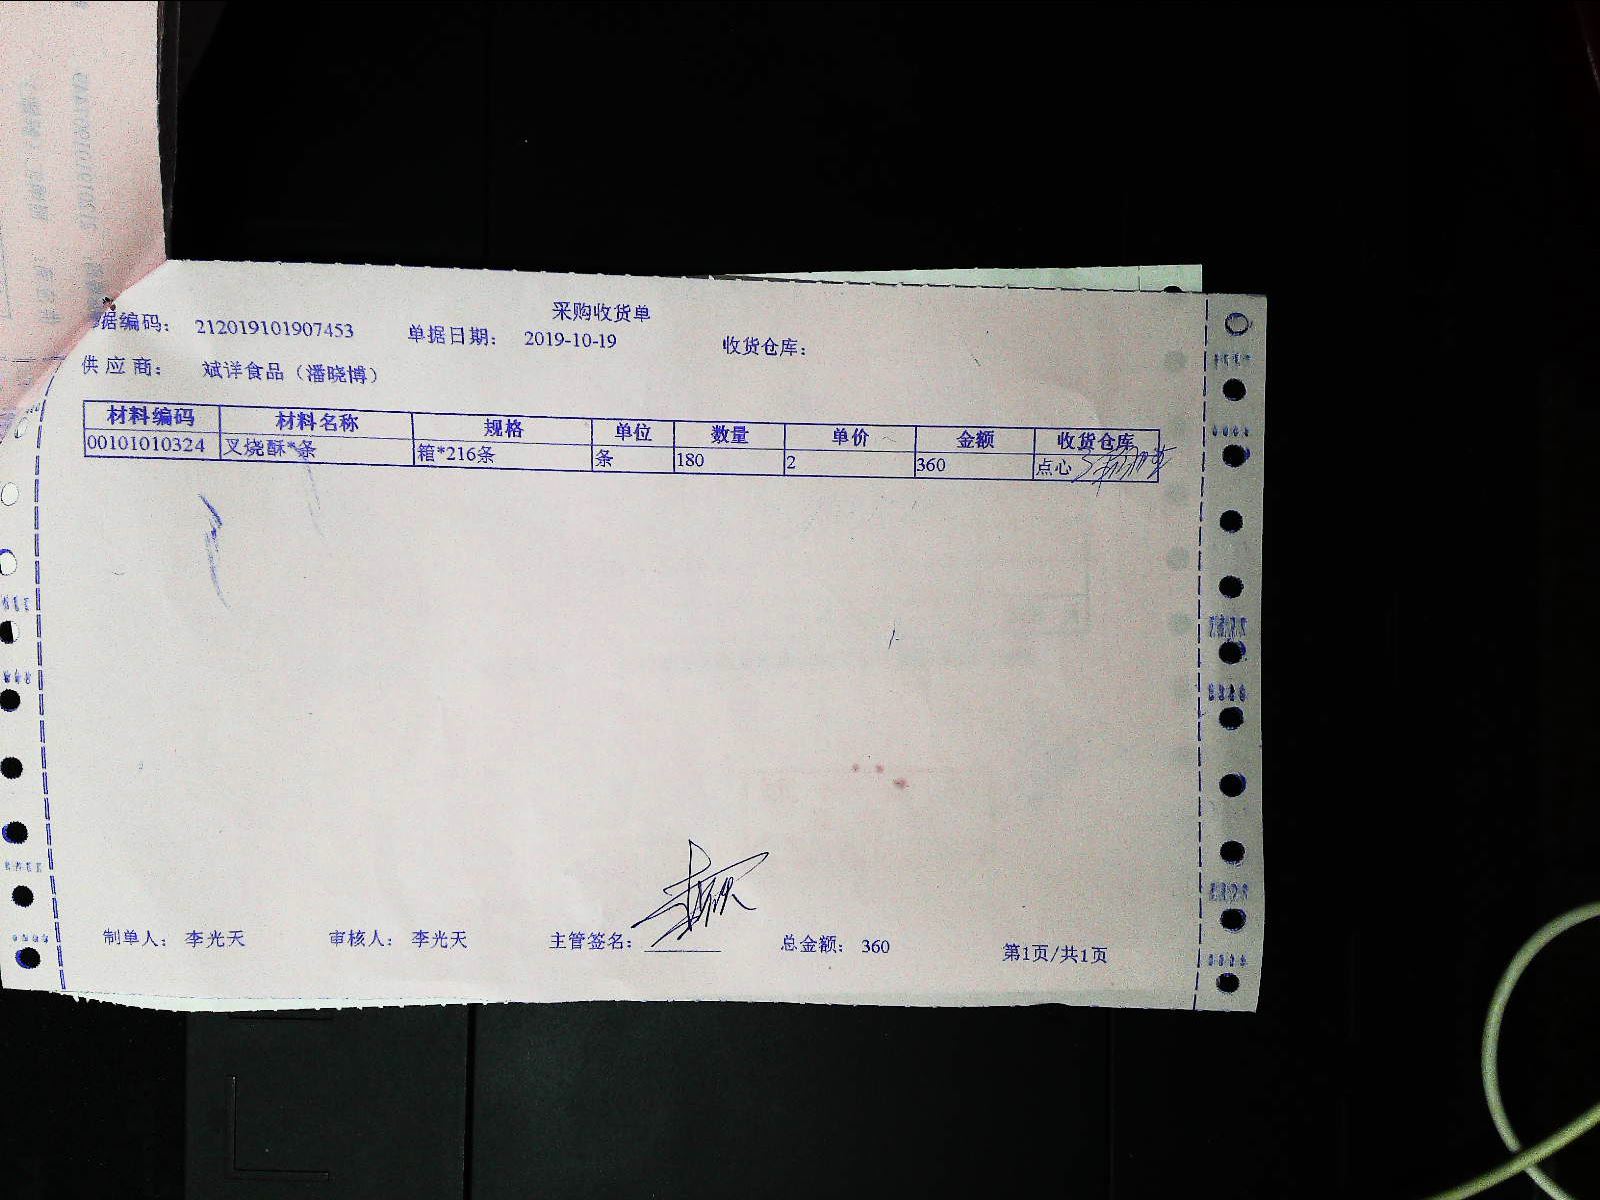 采购收货单
据编码： 212019101907453 单据日期： 2019-10-19 收货仓库：
供应商： 斌洋食品（潘晓博）
材料编码 材料名称 规格 单位 数量 单价 金额 收货仓库
00101010324 叉烧酥*条 箱*216条 条 180 2 360 点心
制单人： 李光天 审核人： 李光天 主管签名： 总金额： 360 第1页/共1页